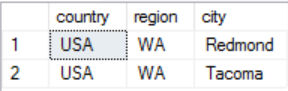 country region city
1 USA WA Redmond
2 USA WA Tacoma